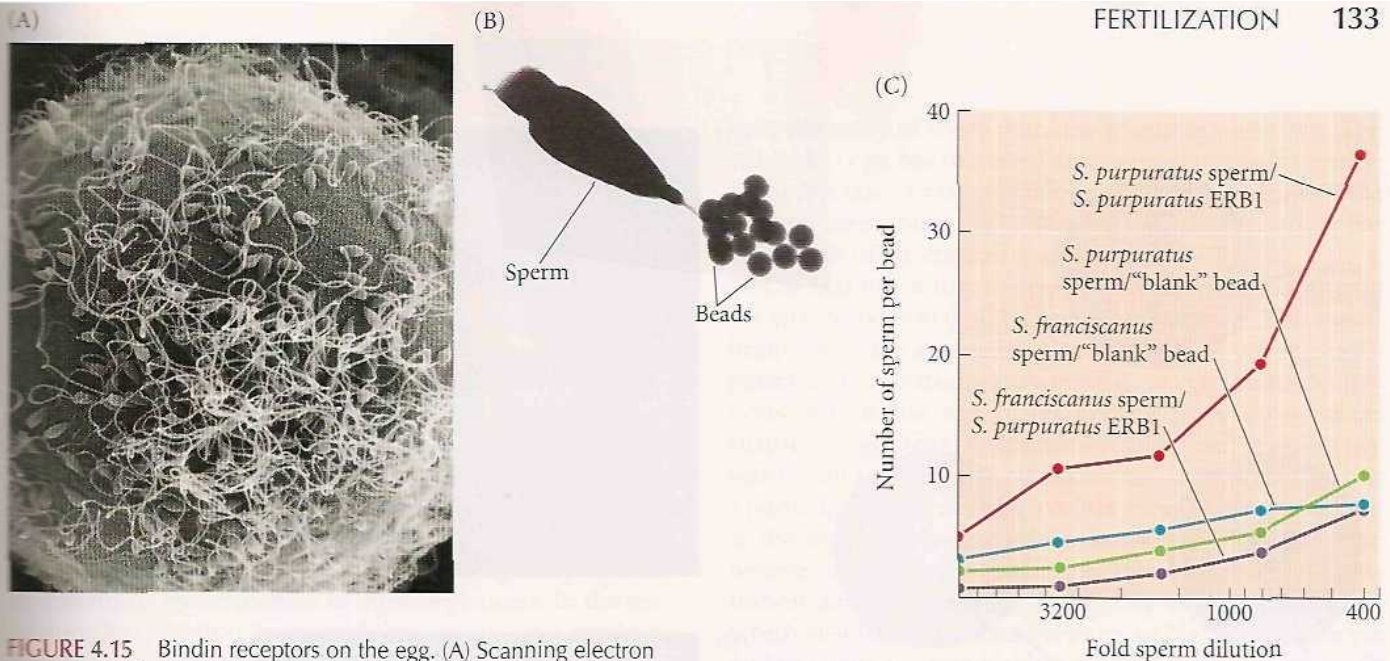 (A)
(B)
FERTILIZATION 133
Sperm
Beads
(C)
Number of sperm per bead
40
30
20
10
S. purpuratus sperm/
S. purpuratus ERB1
S. purpuratus
sperm/“blank” bead
S. franciscanus
sperm/“blank” bead
S. franciscanus sperm/
S. purpuratus ERB1
3200 1000 400
Fold sperm dilution
FIGURE 4.15 Bindin receptors on the egg. (A) Scanning electron